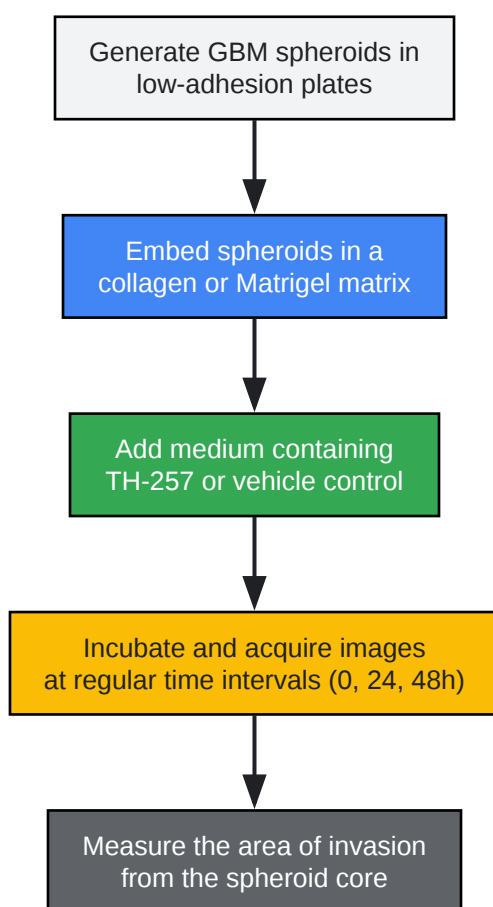 Generate GBM spheroids in
low-adhesion plates
Embed spheroids in a
collagen or Matrigel matrix
Add medium containing
TH-257 or vehicle control
Incubate and acquire images
at regular time intervals (0, 24, 48h)
Measure the area of invasion
from the spheroid core